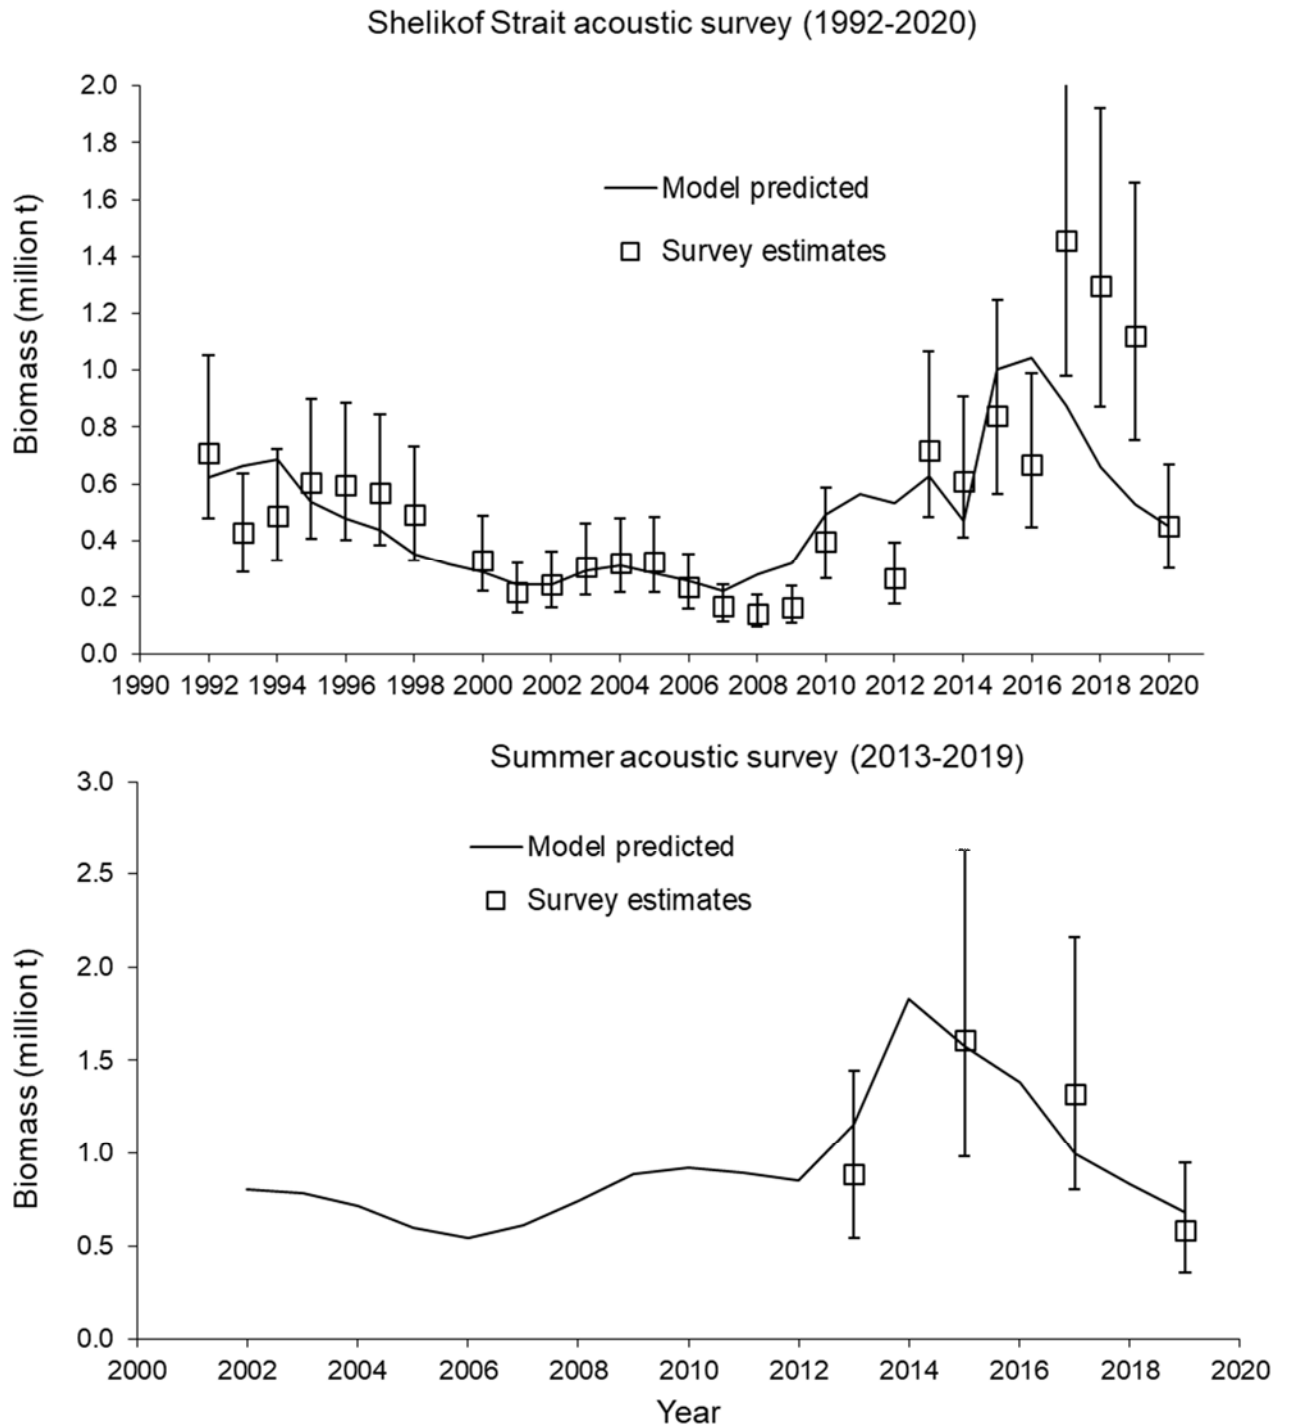 Shelikof Strait acoustic survey (1992-2020)
2.0
1.8
Model predicted
1.6
Survey estimates
1.4
1.2
1.0
0.8
0.6
0.4
0.2
0.0
Biomass (million t)
1990 1992 1994 1996 1998 2000 2002 2004 2006 2008 2010 2012 2014 2016 2018 2020
Summer acoustic survey (2013-2019)
3.0
Model predicted
2.5
Survey estimates
2.0
1.5
1.0
0.5
0.0
Biomass (million t)
2000 2002 2004 2006 2008 2010 2012 2014 2016 2018 2020
Year